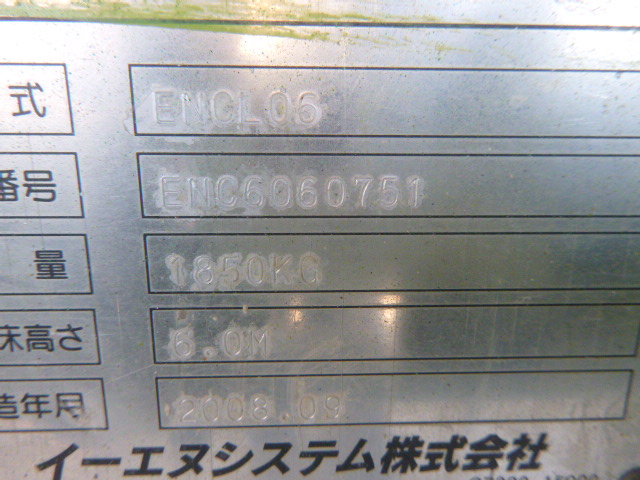 式 ENCL06
番号 ENC6060751
量 1850KG
床高さ 6.0M
造年月 2008.09
イーエヌシステム株式会社